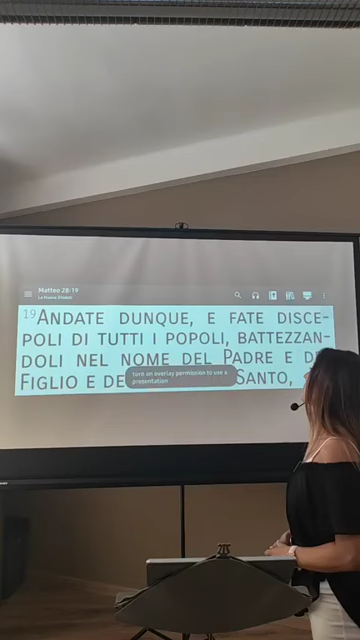 Matteo 28:19
La Nuova Diodati
19ANDATE DUNQUE, E FATE DISCE-
POLI DI TUTTI I POPOLI, BATTEZZAN-
DOLI NEL NOME DEL PADRE E DE
FIGLIO E DE SANTO,
turn on overlay permission to use a
presentation